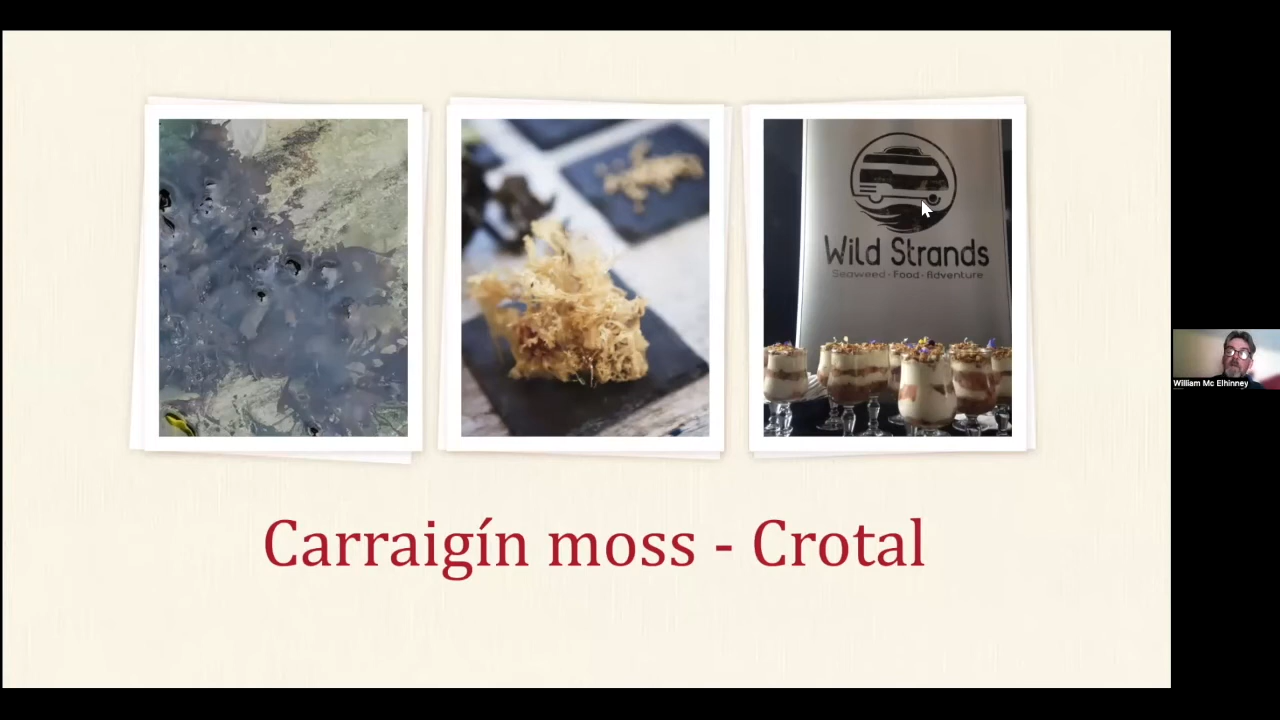 Wild Strands
Seaweed · Food · Adventure
Carraigín moss - Crotal
William Mc Elhinney